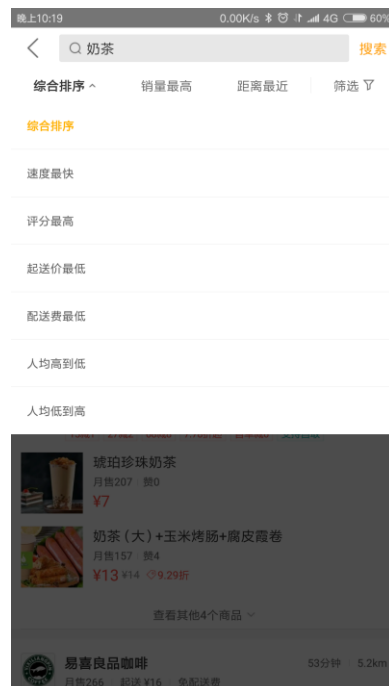 晚上10:19
0.00K/s 4G 60%
奶茶
搜索
综合排序
销量最高
距离最近
筛选
综合排序
速度最快
评分最高
起送价最低
配送费最低
人均高到低
人均低到高
琥珀珍珠奶茶
月售207 赞0
¥7
奶茶(大)+玉米烤肠+腐皮霞卷
月售157 赞4
¥13 ¥14 9.29折
查看其他4个商品
易喜良品咖啡
53分钟 5.2km
月售266 起送¥16 免配送费